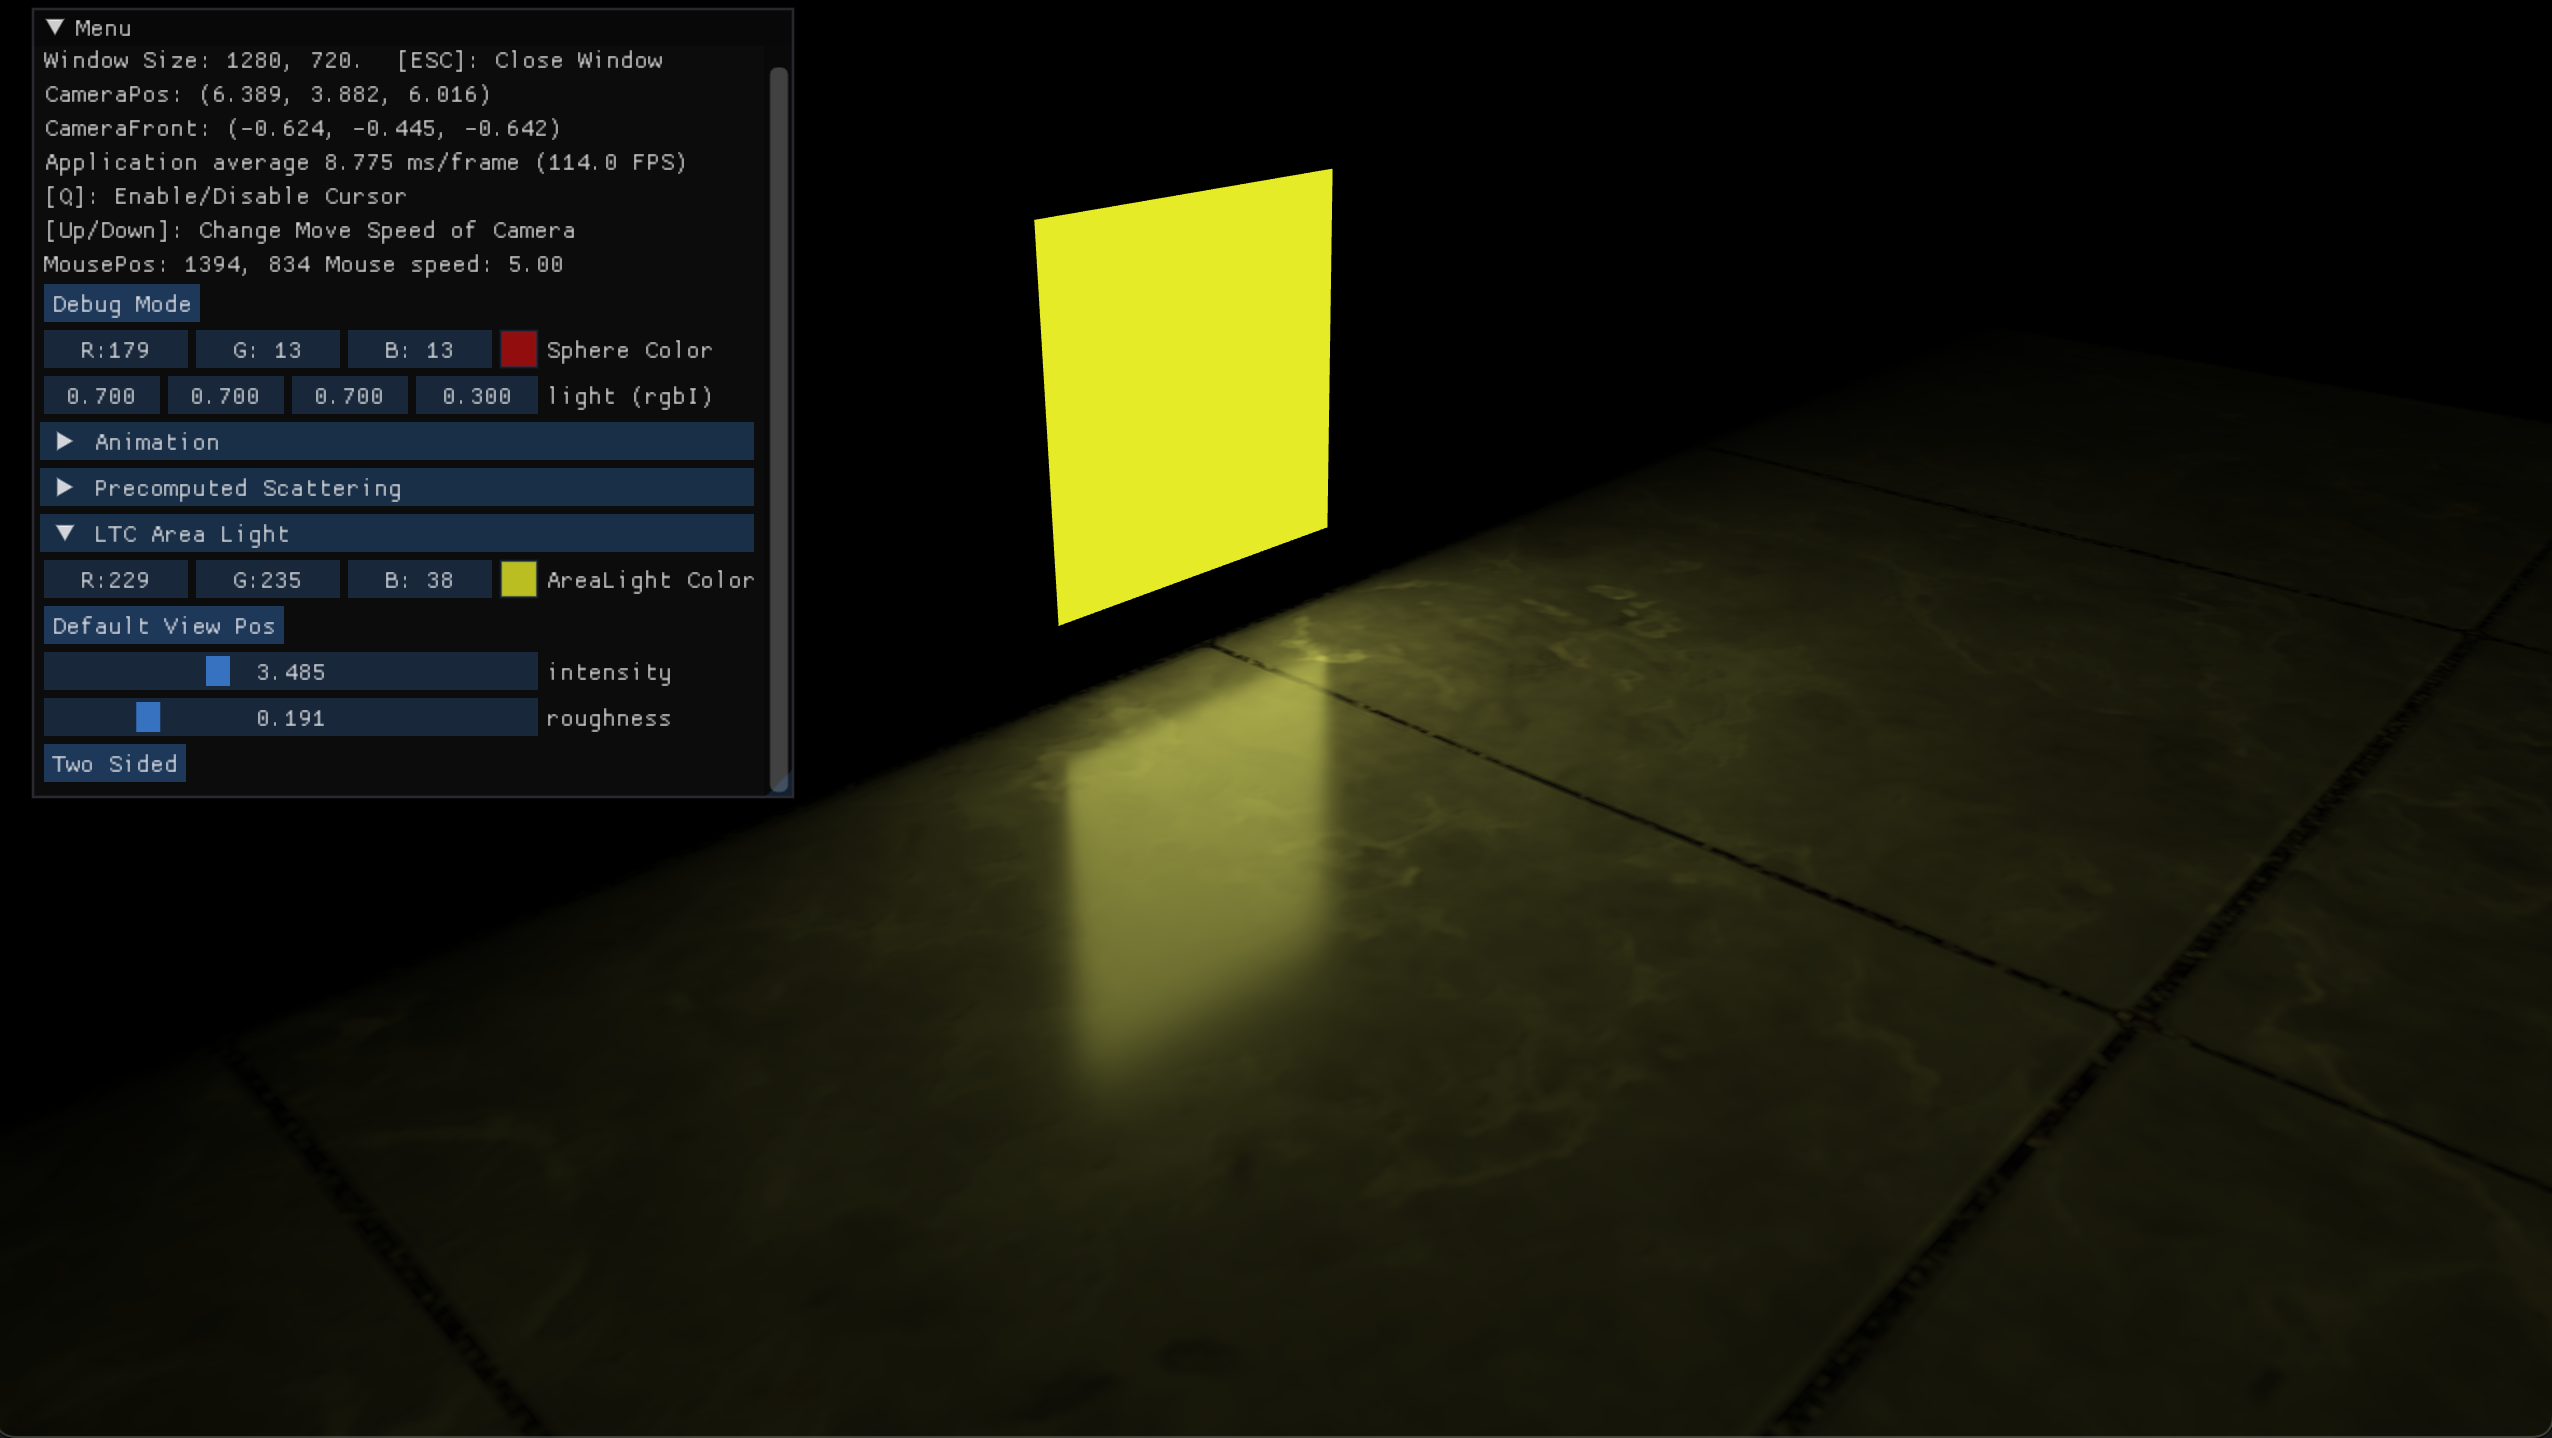 Menu
Window Size: 1280, 720.  [ESC]: Close Window
CameraPos: (6.389, 3.882, 6.016)
CameraFront: (-0.624, -0.445, -0.642)
Application average 8.775 ms/frame (114.0 FPS)
[Q]: Enable/Disable Cursor
[Up/Down]: Change Move Speed of Camera
MousePos: 1394, 834 Mouse speed: 5.00
Debug Mode
R:179 G: 13 B: 13 Sphere Color
0.700 0.700 0.700 0.300 light (rgbI)
Animation
Precomputed Scattering
LTC Area Light
R:229 G:235 B: 38 AreaLight Color
Default View Pos
3.485 intensity
0.191 roughness
Two Sided